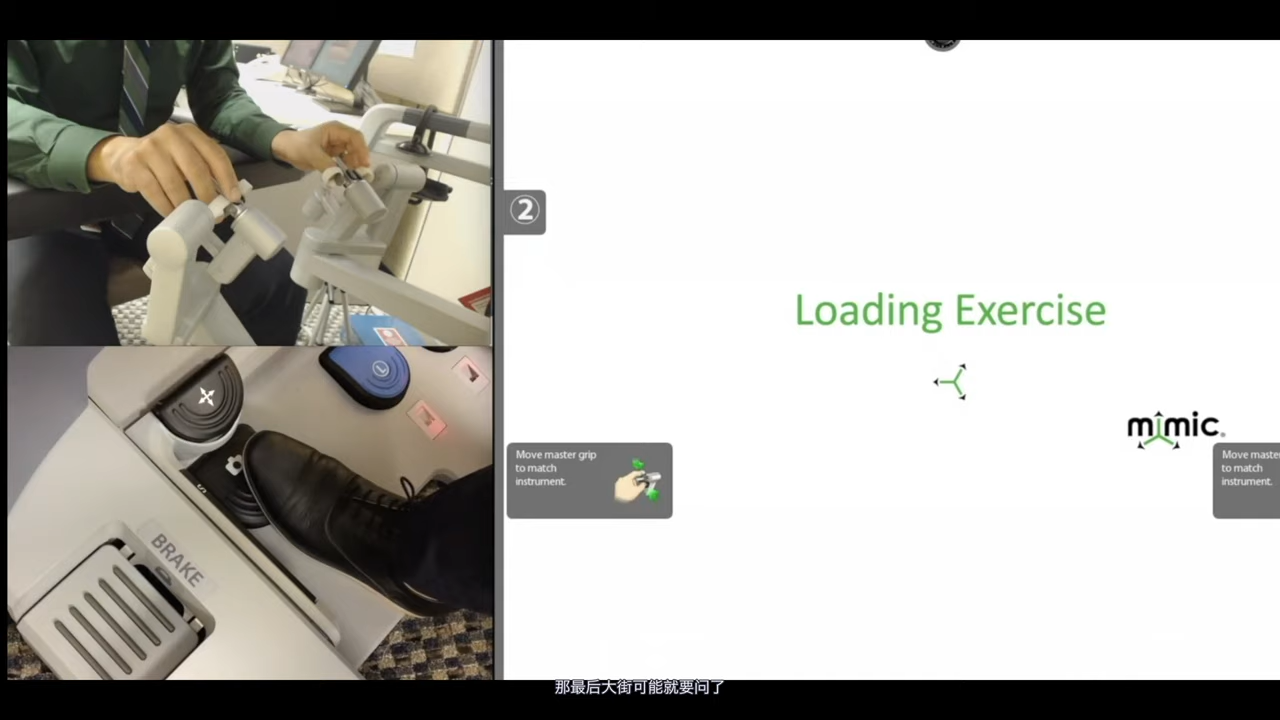 ②
Loading Exercise
mimic®
Move master grip
to match
instrument.
Move master
to match
instrument.
L
BRAKE
那最后大街可能就要问了